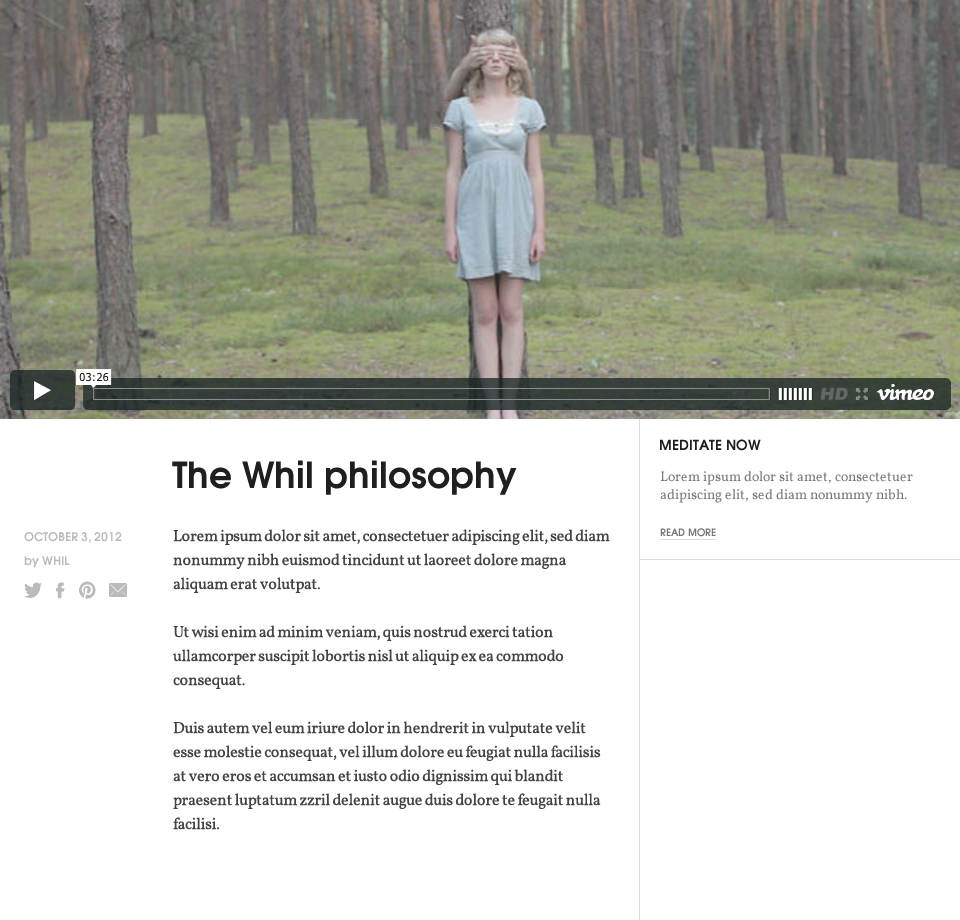 03:26
HD
vimeo
The Whil philosophy
OCTOBER 3, 2012
by WHIL
Lorem ipsum dolor sit amet, consectetuer adipiscing elit, sed diam
nonummy nibh euismod tincidunt ut laoreet dolore magna
aliquam erat volutpat.
Ut wisi enim ad minim veniam, quis nostrud exerci tation
ullamcorper suscipit lobortis nisl ut aliquip ex ea commodo
consequat.
Duis autem vel eum iriure dolor in hendrerit in vulputate velit
esse molestie consequat, vel illum dolore eu feugiat nulla facilisis
at vero eros et accumsan et iusto odio dignissim qui blandit
praesent luptatum zzril delenit augue duis dolore te feugait nulla
facilisi.
MEDITATE NOW
Lorem ipsum dolor sit amet, consectetuer
adipiscing elit, sed diam nonummy nibh.
READ MORE